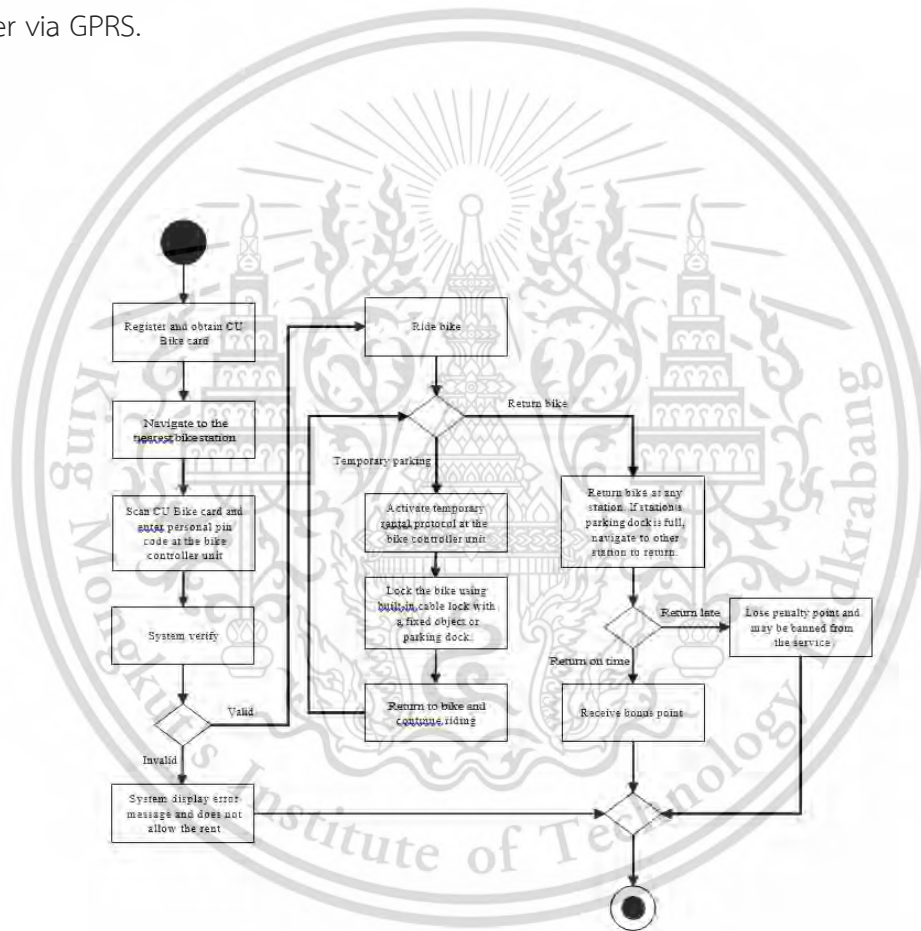 er via GPRS.
Register and obtain CU
Bike card
Navigate to the
nearest bike station
Scan CU Bike card and
enter personal pin
code at the bike
controller unit
System verify
Valid
Invalid
System display error
message and does not
allow the rent
Ride bike
Return bike
Temporary parking
Activate temporary
rental protocol at the
bike controller unit
Lock the bike using
built-in cable lock with
a fixed object or
parking dock.
Return to bike and
continue riding
Return bike at any
station. If station's
parking dock is full,
navigate to other
station to return.
Return late
Lose penalty point and
may be banned from
the service
Return on time
Receive bonus point
King Mongkut's Institute of Technology Ladkrabang